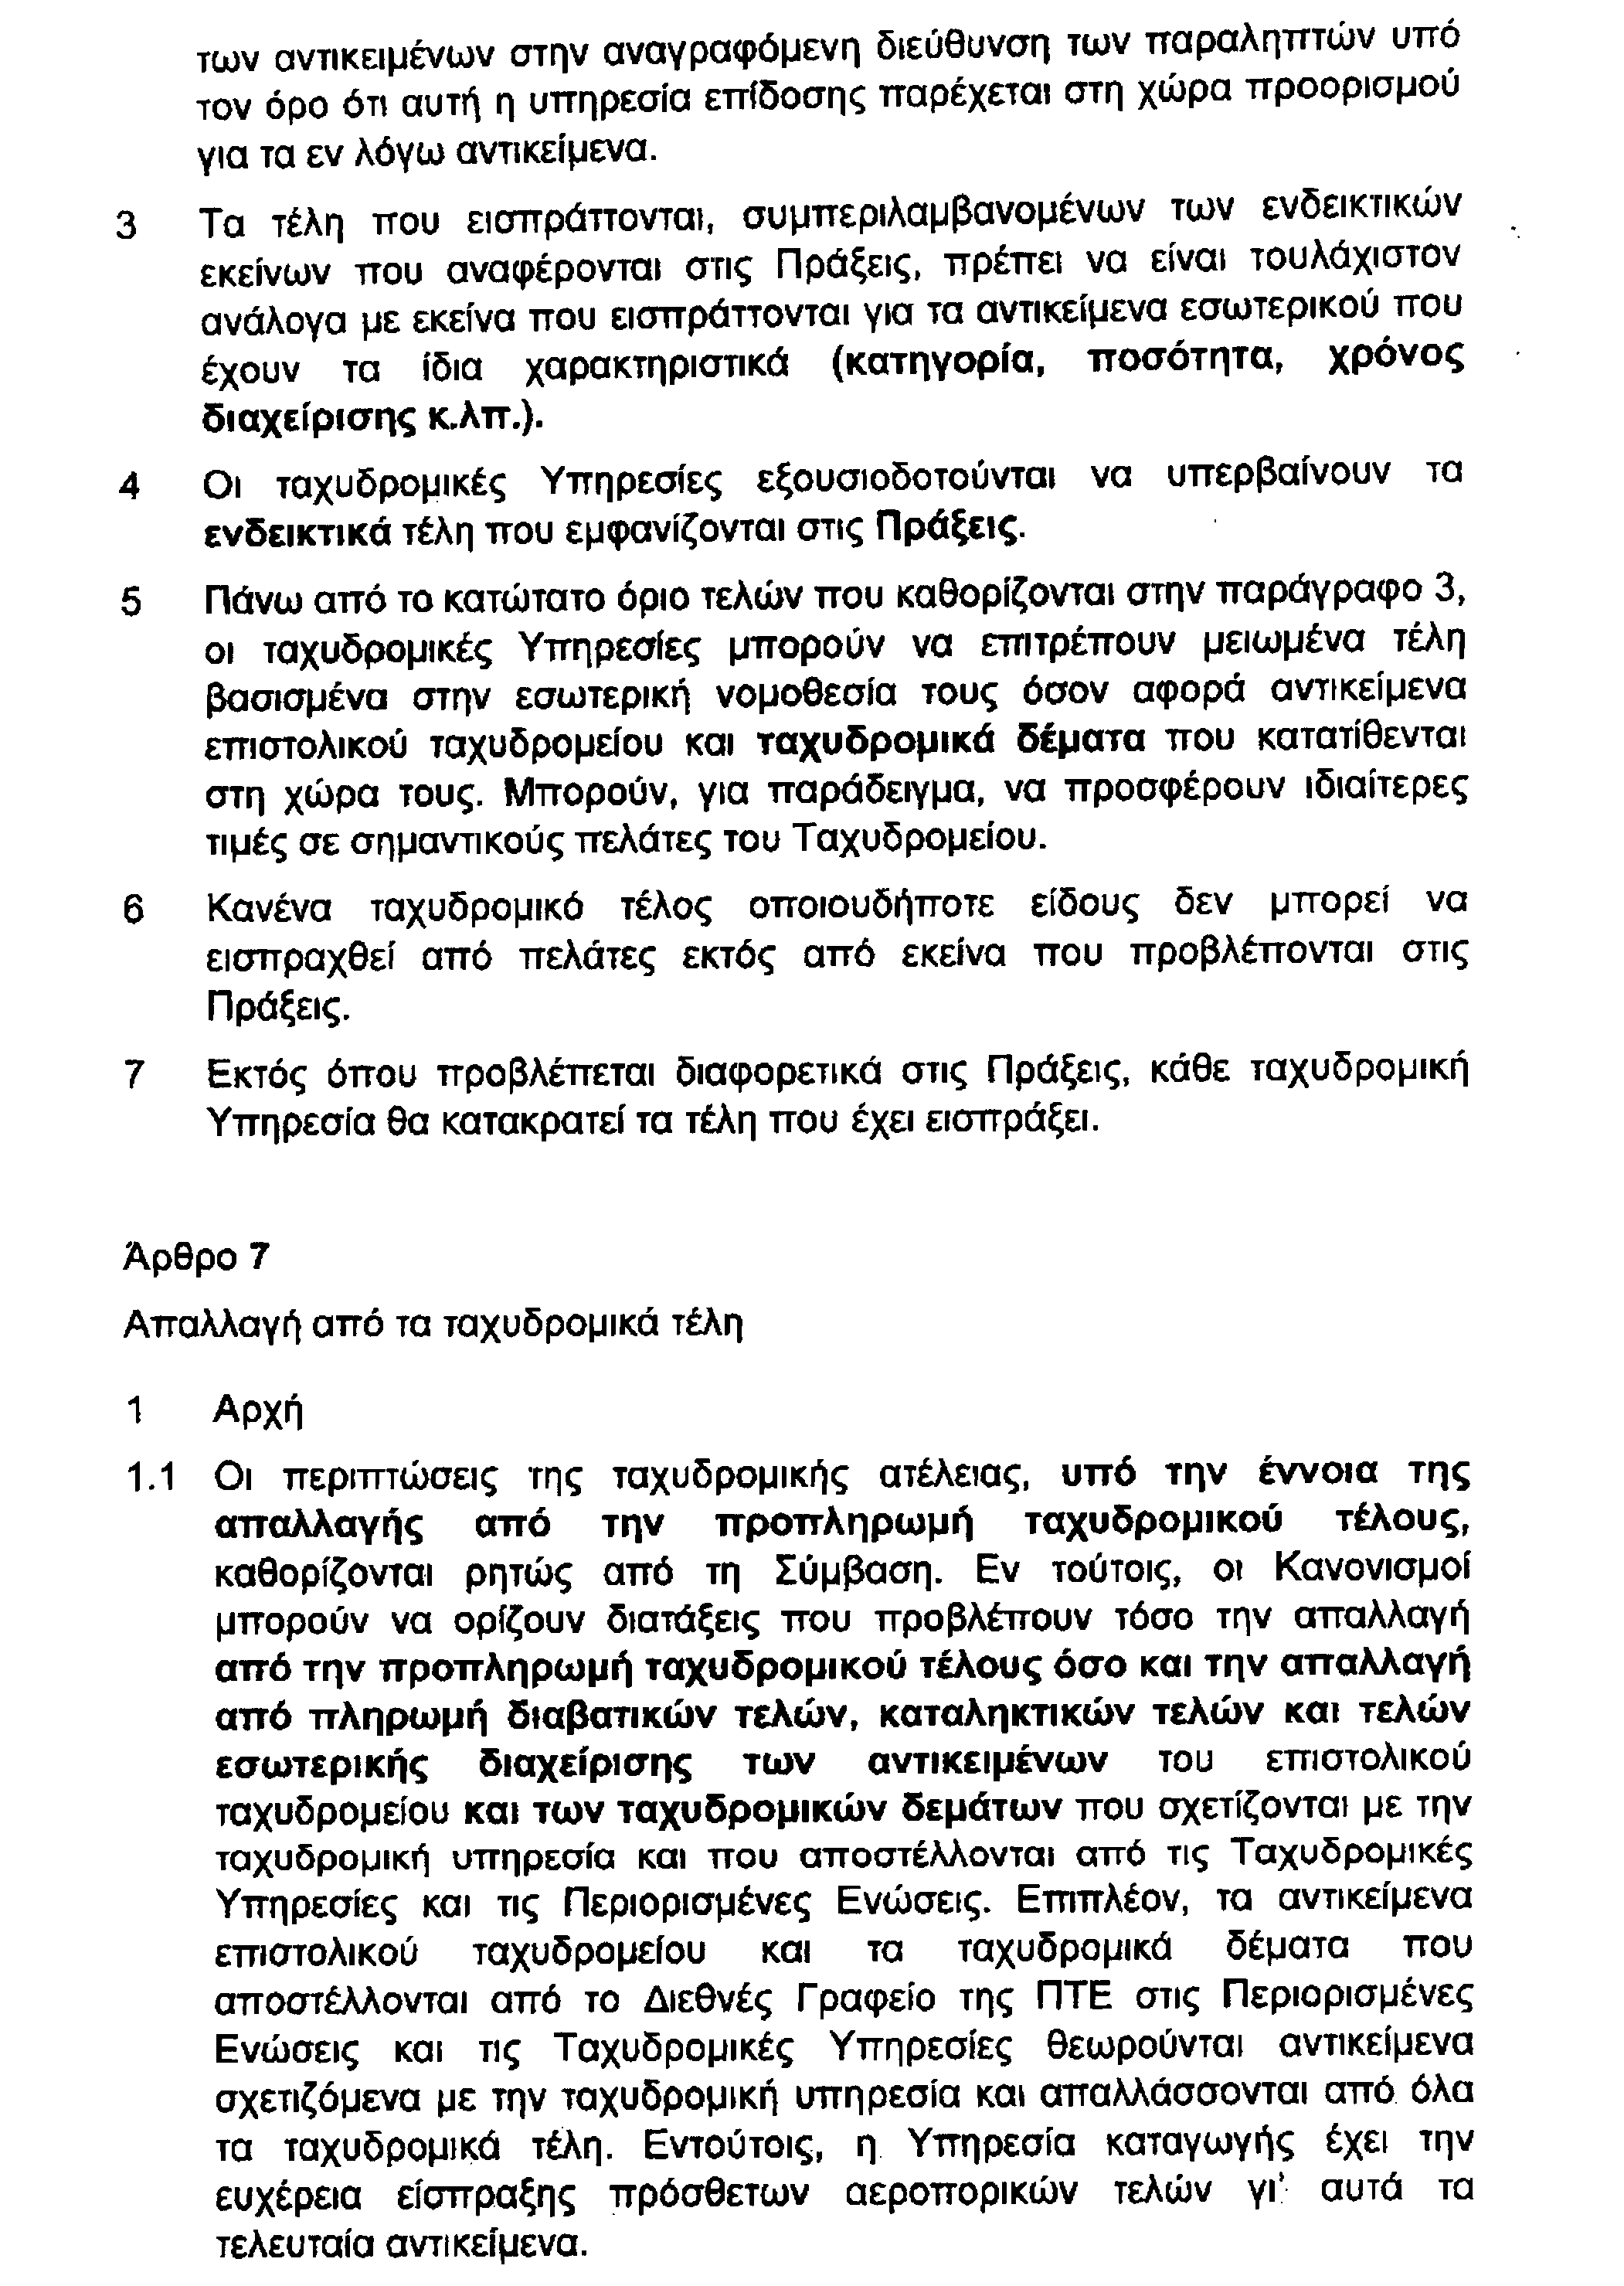 των αντικειμένων στην αναγραφόμενη διεύθυνση των παραληπτών υπό
τον όρο ότι αυτή η υπηρεσία επίδοσης παρέχεται στη χώρα προορισμού
για τα εν λόγω αντικείμενα.
3 Τα τέλη που εισπράττονται, συμπεριλαμβανομένων των ενδεικτικών
εκείνων που αναφέρονται στις Πράξεις, πρέπει να είναι τουλάχιστον
ανάλογα με εκείνα που εισπράττονται για τα αντικείμενα εσωτερικού που
έχουν τα ίδια χαρακτηριστικά (κατηγορία, ποσότητα, χρόνος
διαχείρισης κ.λπ.).
4 Οι ταχυδρομικές Υπηρεσίες εξουσιοδοτούνται να υπερβαίνουν τα
ενδεικτικά τέλη που εμφανίζονται στις Πράξεις.
5 Πάνω από το κατώτατο όριο τελών που καθορίζονται στην παράγραφο 3,
οι ταχυδρομικές Υπηρεσίες μπορούν να επιτρέπουν μειωμένα τέλη
βασισμένα στην εσωτερική νομοθεσία τους όσον αφορά αντικείμενα
επιστολικού ταχυδρομείου και ταχυδρομικά δέματα που κατατίθενται
στη χώρα τους. Μπορούν, για παράδειγμα, να προσφέρουν ιδιαίτερες
τιμές σε σημαντικούς πελάτες του Ταχυδρομείου.
6 Κανένα ταχυδρομικό τέλος οποιουδήποτε είδους δεν μπορεί να
εισπραχθεί από πελάτες εκτός από εκείνα που προβλέπονται στις
Πράξεις.
7 Εκτός όπου προβλέπεται διαφορετικά στις Πράξεις, κάθε ταχυδρομική
Υπηρεσία θα κατακρατεί τα τέλη που έχει εισπράξει.
Άρθρο 7
Απαλλαγή από τα ταχυδρομικά τέλη
1 Αρχή
1.1 Οι περιπτώσεις της ταχυδρομικής ατέλειας, υπό την έννοια της
απαλλαγής από την προπληρωμή ταχυδρομικού τέλους,
καθορίζονται ρητώς από τη Σύμβαση. Εν τούτοις, οι Κανονισμοί
μπορούν να ορίζουν διατάξεις που προβλέπουν τόσο την απαλλαγή
από την προπληρωμή ταχυδρομικού τέλους όσο και την απαλλαγή
από πληρωμή διαβατικών τελών, καταληκτικών τελών και τελών
εσωτερικής διαχείρισης των αντικειμένων του επιστολικού
ταχυδρομείου και των ταχυδρομικών δεμάτων που σχετίζονται με την
ταχυδρομική υπηρεσία και που αποστέλλονται από τις Ταχυδρομικές
Υπηρεσίες και τις Περιορισμένες Ενώσεις. Επιπλέον, τα αντικείμενα
επιστολικού ταχυδρομείου και τα ταχυδρομικά δέματα που
αποστέλλονται από το Διεθνές Γραφείο της ΠΤΕ στις Περιορισμένες
Ενώσεις και τις Ταχυδρομικές Υπηρεσίες θεωρούνται αντικείμενα
σχετιζόμενα με την ταχυδρομική υπηρεσία και απαλλάσσονται από όλα
τα ταχυδρομικά τέλη. Εντούτοις, η Υπηρεσία καταγωγής έχει την
ευχέρεια είσπραξης πρόσθετων αεροπορικών τελών γι' αυτά τα
τελευταία αντικείμενα.